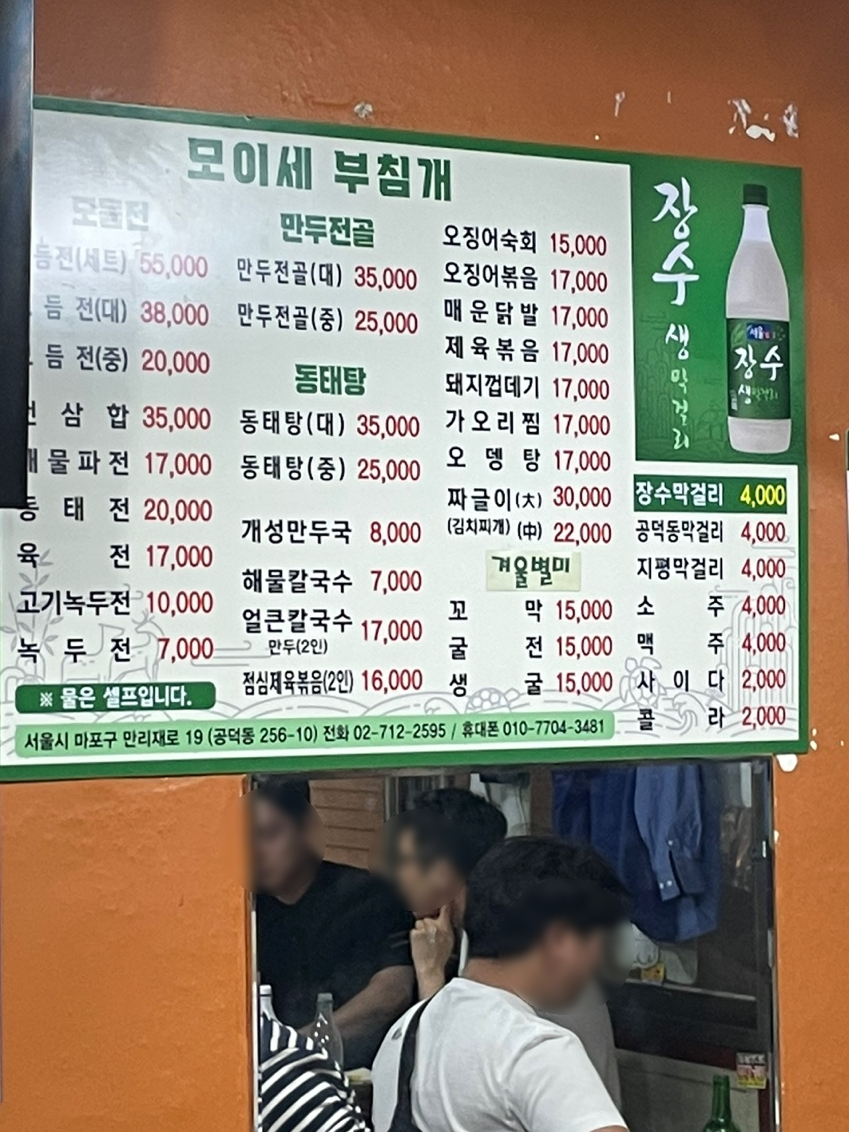 모이세 부침개
모듬전
듬전(세트) 55,000
듬 전(대) 38,000
듬 전(중) 20,000
전 삼 합 35,000
해물파전 17,000
동 태 전 20,000
육 전 17,000
고기녹두전 10,000
녹 두 전 7,000
※ 물은 셀프입니다.
만두전골
만두전골(대) 35,000
만두전골(중) 25,000
동태탕
동태탕(대) 35,000
동태탕(중) 25,000
개성만두국 8,000
해물칼국수 7,000
얼큰칼국수 17,000
만두(2인)
점심제육볶음(2인) 16,000
오징어숙회 15,000
오징어볶음 17,000
매운닭발 17,000
제육볶음 17,000
돼지껍데기 17,000
가오리찜 17,000
오 뎅 탕 17,000
짜글이(大) 30,000
(김치찌개) (中) 22,000
겨울별미
꼬 막 15,000
굴 전 15,000
생 굴 15,000
장수 생막걸리
서울
장수
생막걸리
장수막걸리 4,000
공덕동막걸리 4,000
지평막걸리 4,000
소 주 4,000
맥 주 4,000
사 이 다 2,000
콜 라 2,000
서울시 마포구 만리재로 19 (공덕동 256-10) 전화 02-712-2595 / 휴대폰 010-7704-3481